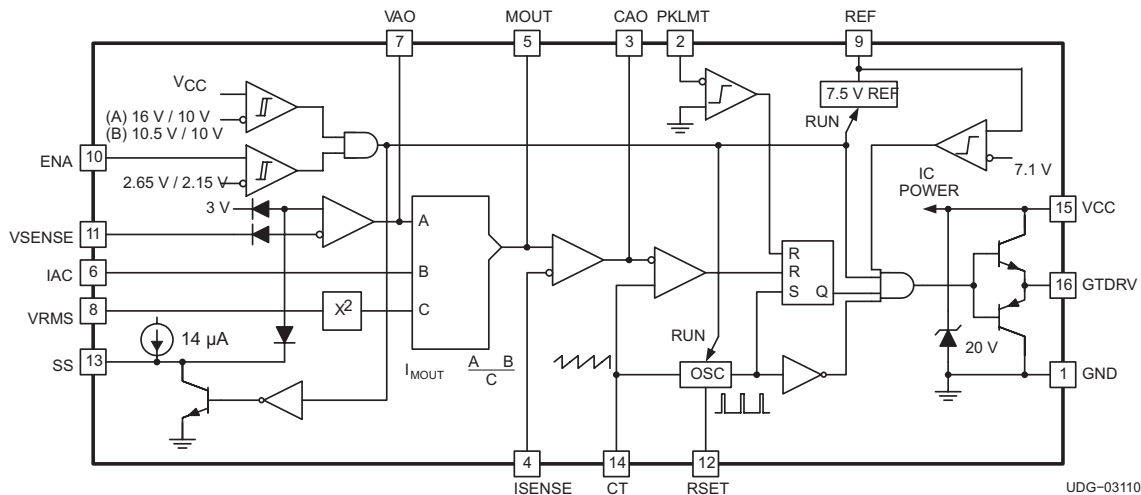 VAO MOUT CAO PKLMT REF
7 5 3 2 9
VCC
(A) 16 V / 10 V
(B) 10.5 V / 10 V
7.5 V REF
RUN
ENA 10
2.65 V / 2.15 V
7.1 V
IC
POWER
3 V
15 VCC
VSENSE 11
A
IAC 6
B
R
R
S Q
16 GTDRV
VRMS 8
X2
C
14 µA
SS 13
RUN
20 V
IMOUT
A B
C
OSC
1 GND
4 14 12
ISENSE CT RSET
UDG–03110